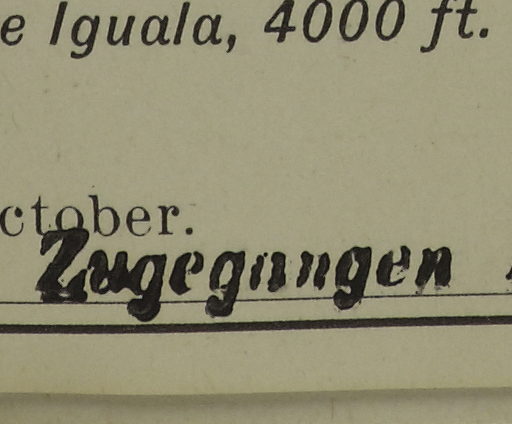 e Iguala, 4000 ft.
ctober.
Zugegangen